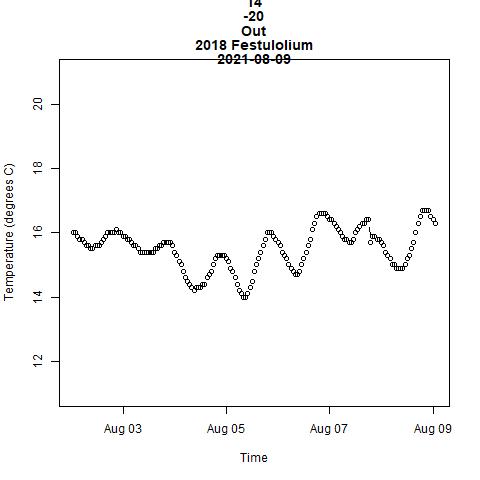 14
-20
Out
2018 Festulolium
2021-08-09
Temperature (degrees C)
20
18
16
14
12
Aug 03
Aug 05
Aug 07
Aug 09
Time